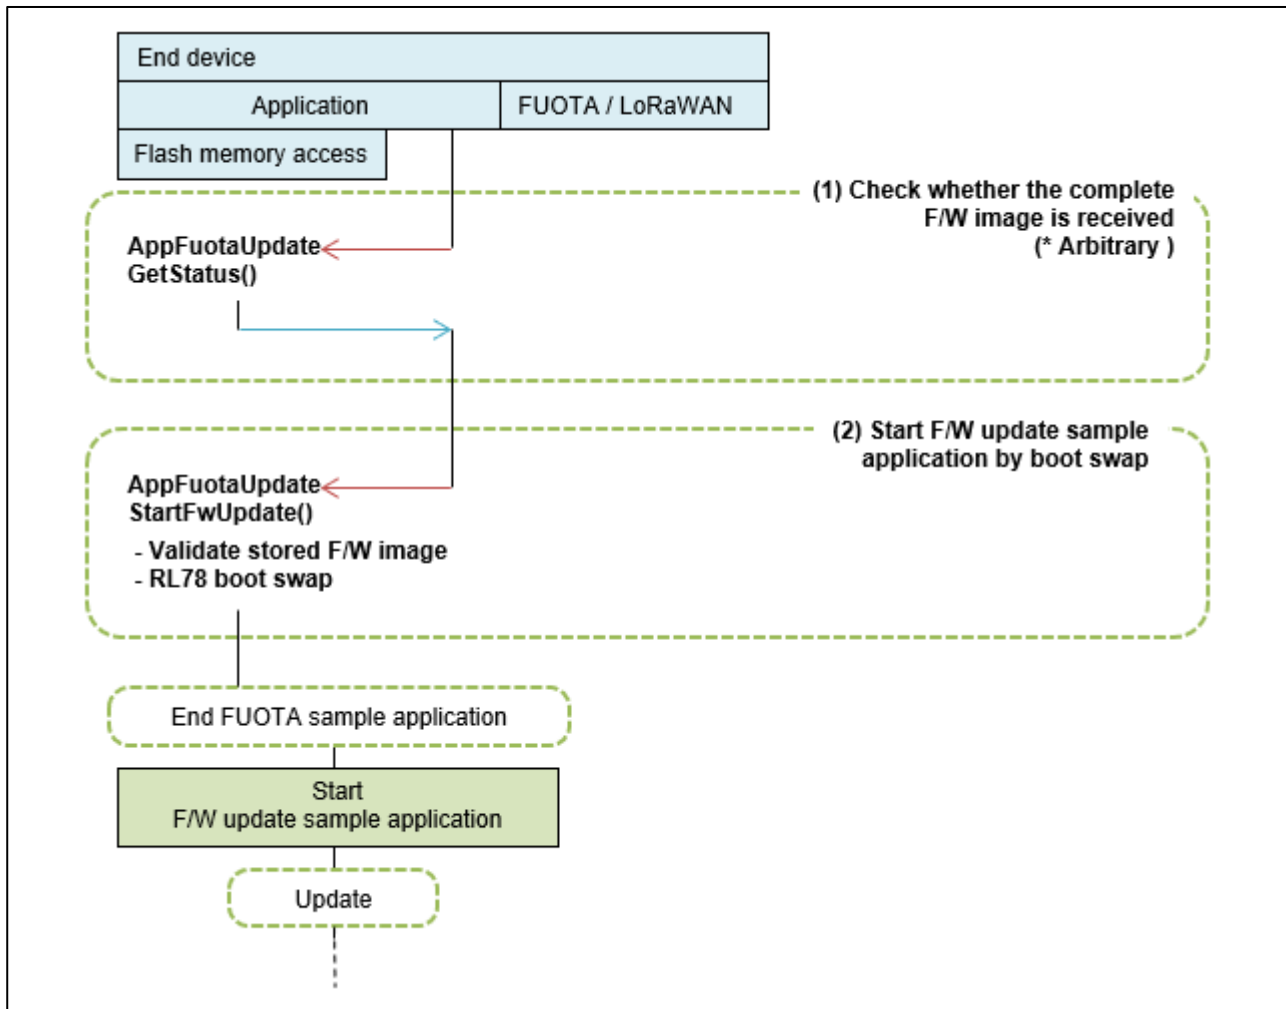 End device
Application
FUOTA / LoRaWAN
Flash memory access
(1) Check whether the complete
F/W image is received
(* Arbitrary )
AppFuotaUpdate
GetStatus()
(2) Start F/W update sample
application by boot swap
AppFuotaUpdate
StartFwUpdate()
- Validate stored F/W image
- RL78 boot swap
End FUOTA sample application
Start
F/W update sample application
Update